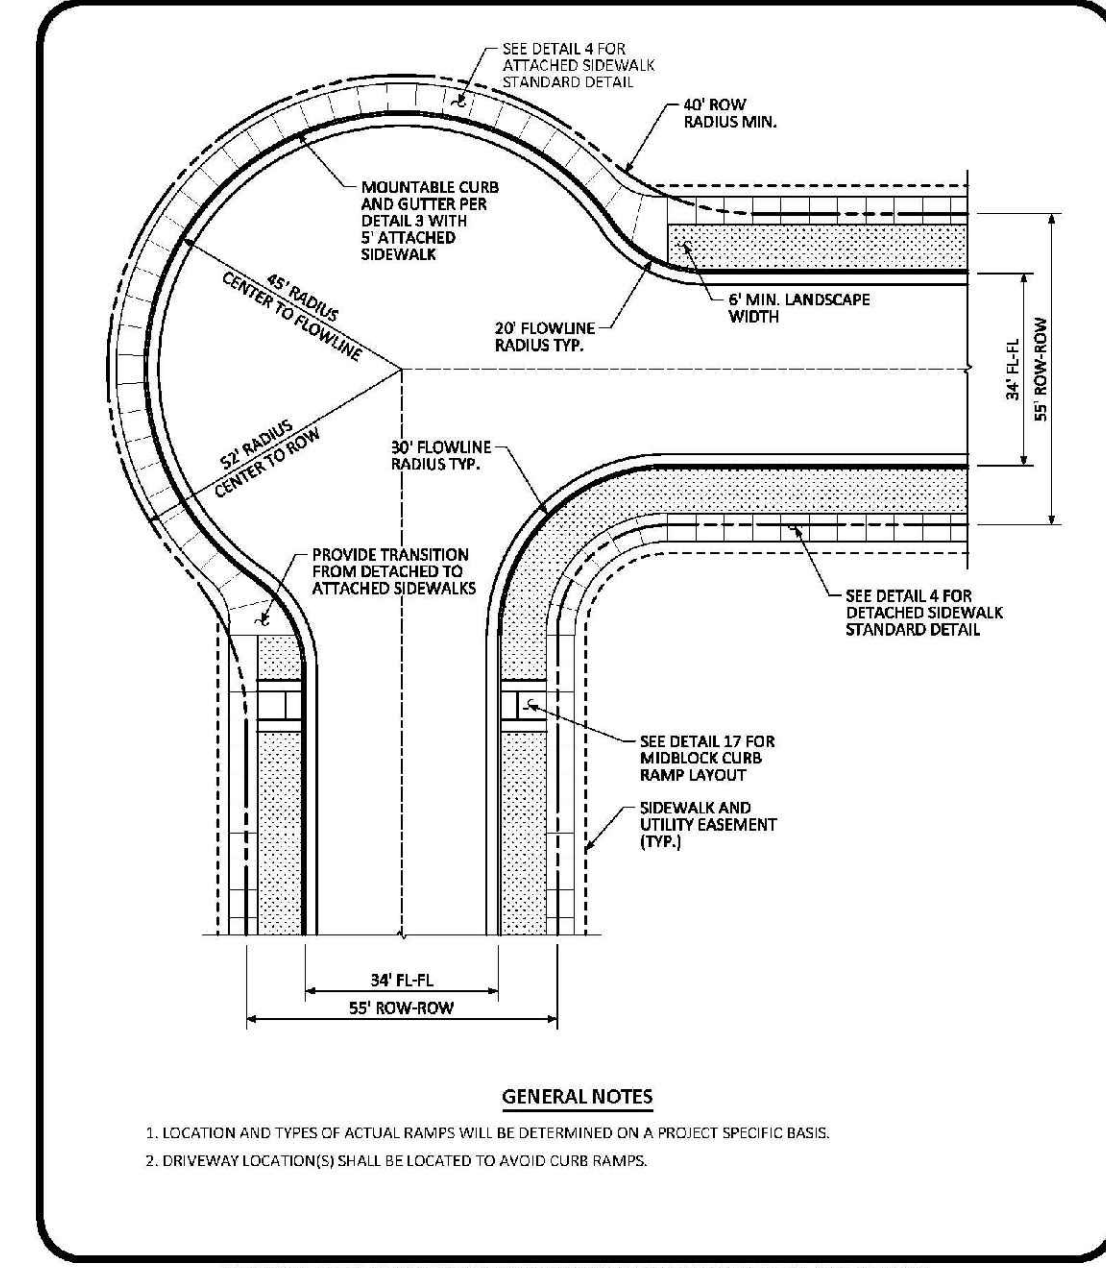 SEE DETAIL 4 FOR
ATTACHED SIDEWALK
STANDARD DETAIL
40' ROW
RADIUS MIN.
MOUNTABLE CURB
AND GUTTER PER
DETAIL 3 WITH
5' ATTACHED
SIDEWALK
45' RADIUS
CENTER TO FLOWLINE
6' MIN. LANDSCAPE
WIDTH
20' FLOWLINE
RADIUS TYP.
34' FL-FL
55' ROW-ROW
52' RADIUS
CENTER TO ROW
30' FLOWLINE
RADIUS TYP.
PROVIDE TRANSITION
FROM DETACHED TO
ATTACHED SIDEWALKS
SEE DETAIL 4 FOR
DETACHED SIDEWALK
STANDARD DETAIL
SEE DETAIL 17 FOR
MIDBLOCK CURB
RAMP LAYOUT
SIDEWALK AND
UTILITY EASEMENT
(TYP.)
34' FL-FL
55' ROW-ROW
GENERAL NOTES
1. LOCATION AND TYPES OF ACTUAL RAMPS WILL BE DETERMINED ON A PROJECT SPECIFIC BASIS.
2. DRIVEWAY LOCATION(S) SHALL BE LOCATED TO AVOID CURB RAMPS.